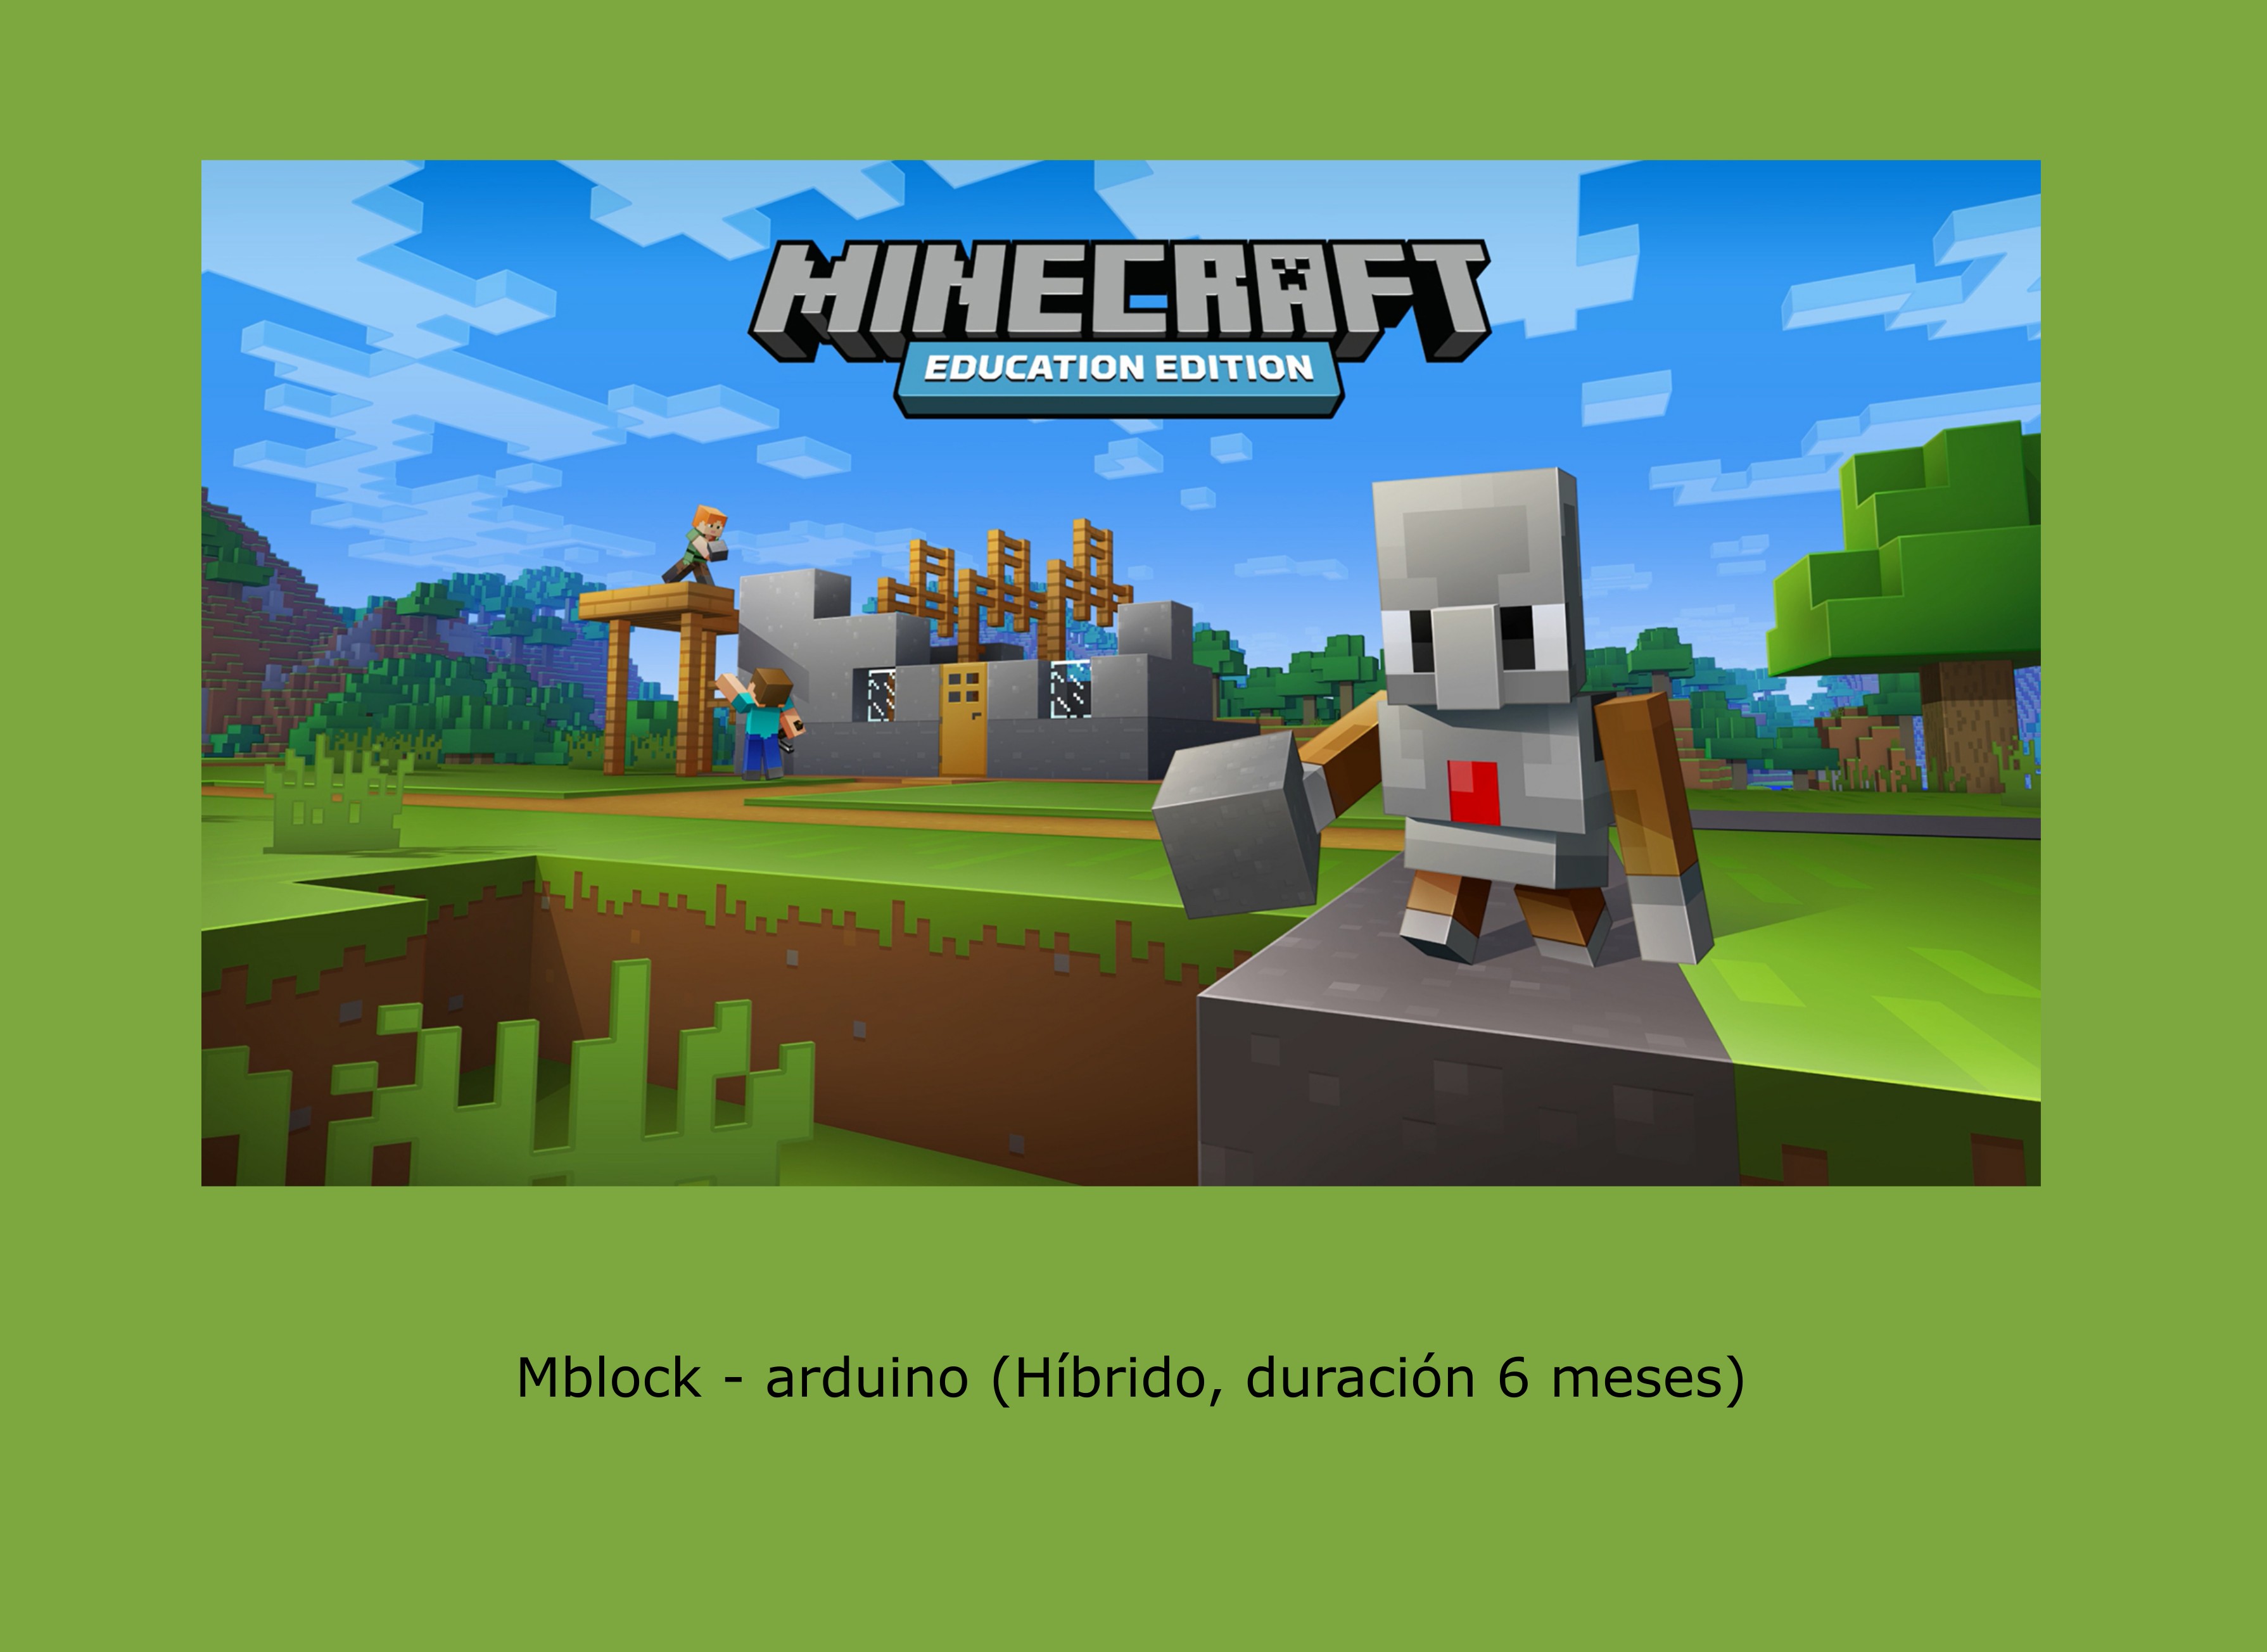 MINECRAFT
EDUCATION EDITION
Mblock - arduino (Híbrido, duración 6 meses)